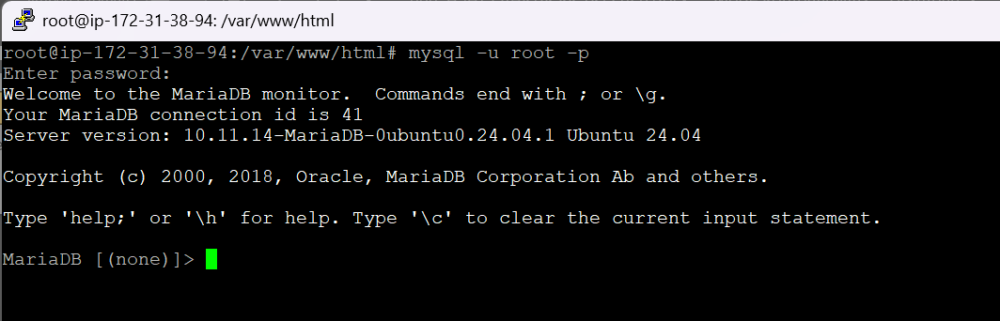 root@ip-172-31-38-94: /var/www/html
root@ip-172-31-38-94:/var/www/html# mysql -u root -p
Enter password:
Welcome to the MariaDB monitor.  Commands end with ; or \g.
Your MariaDB connection id is 41
Server version: 10.11.14-MariaDB-0ubuntu0.24.04.1 Ubuntu 24.04

Copyright (c) 2000, 2018, Oracle, MariaDB Corporation Ab and others.

Type 'help;' or '\h' for help. Type '\c' to clear the current input statement.

MariaDB [(none)]>